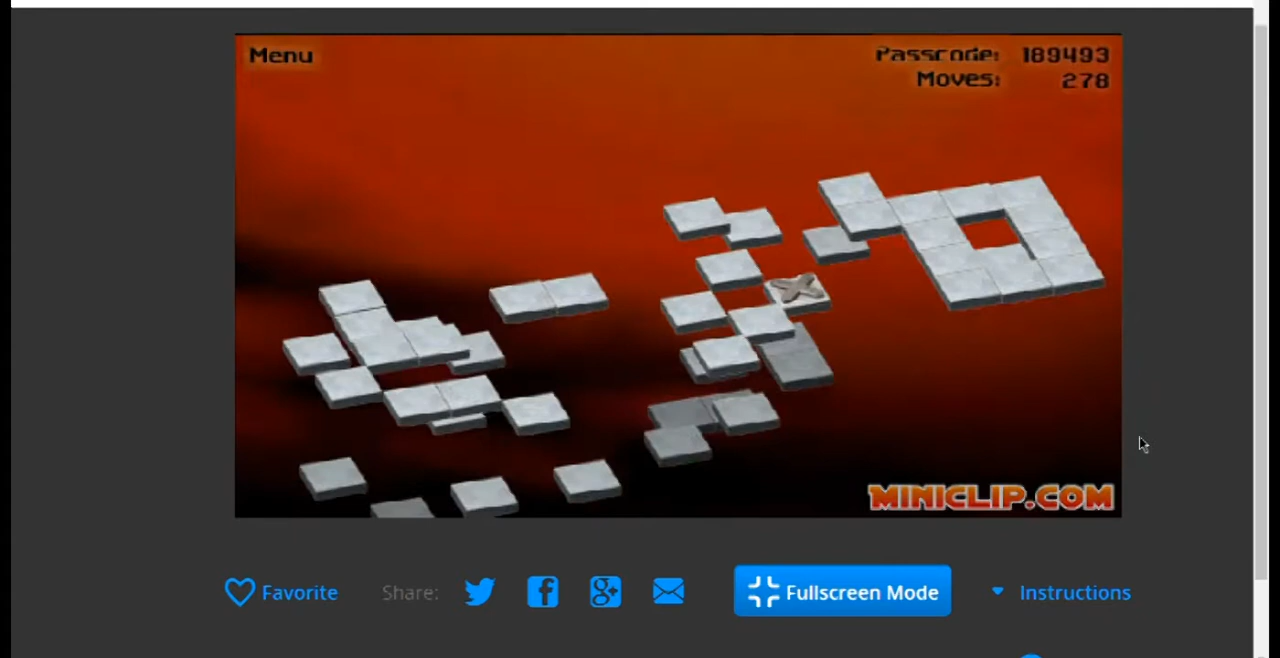 Menu
Passcode: 189493
Moves: 278
MINICLIP.COM
Favorite
Share:
Fullscreen Mode
Instructions